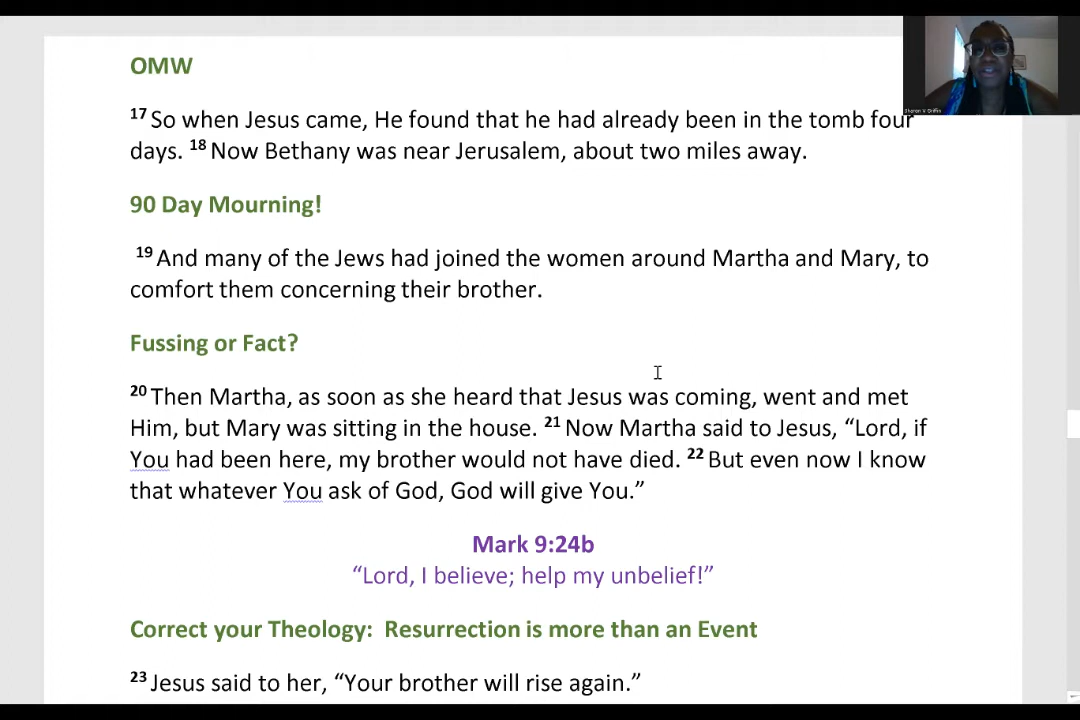 OMW
Sharon V Griffin
17 So when Jesus came, He found that he had already been in the tomb four
days. 18 Now Bethany was near Jerusalem, about two miles away.
90 Day Mourning!
19 And many of the Jews had joined the women around Martha and Mary, to
comfort them concerning their brother.
Fussing or Fact?
20 Then Martha, as soon as she heard that Jesus was coming, went and met
Him, but Mary was sitting in the house. 21 Now Martha said to Jesus, “Lord, if
You had been here, my brother would not have died. 22 But even now I know
that whatever You ask of God, God will give You.”
Mark 9:24b
“Lord, I believe; help my unbelief!”
Correct your Theology:  Resurrection is more than an Event
23 Jesus said to her, “Your brother will rise again.”